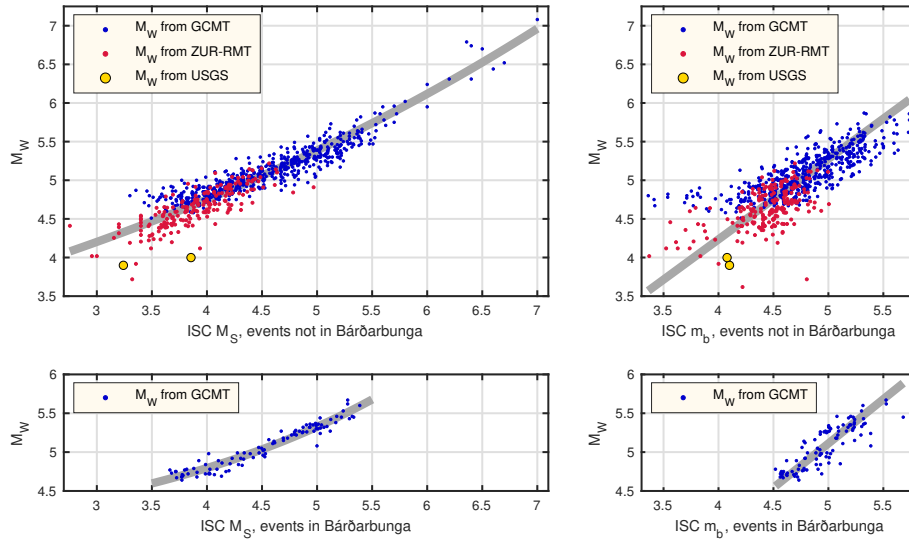 7.5
7
6.5
6
5.5
5
4.5
4
3.5
M_W
M_W from GCMT
M_W from ZUR-RMT
M_W from USGS
3 3.5 4 4.5 5 5.5 6 6.5 7
ISC M_S, events not in Bárðarbunga
7.5
7
6.5
6
5.5
5
4.5
4
3.5
M_W
M_W from GCMT
M_W from ZUR-RMT
M_W from USGS
3.5 4 4.5 5 5.5
ISC m_b, events not in Bárðarbunga
6
5.5
5
4.5
M_W
M_W from GCMT
3 3.5 4 4.5 5 5.5 6 6.5 7
ISC M_S, events in Bárðarbunga
6
5.5
5
4.5
M_W
M_W from GCMT
3.5 4 4.5 5 5.5
ISC m_b, events in Bárðarbunga